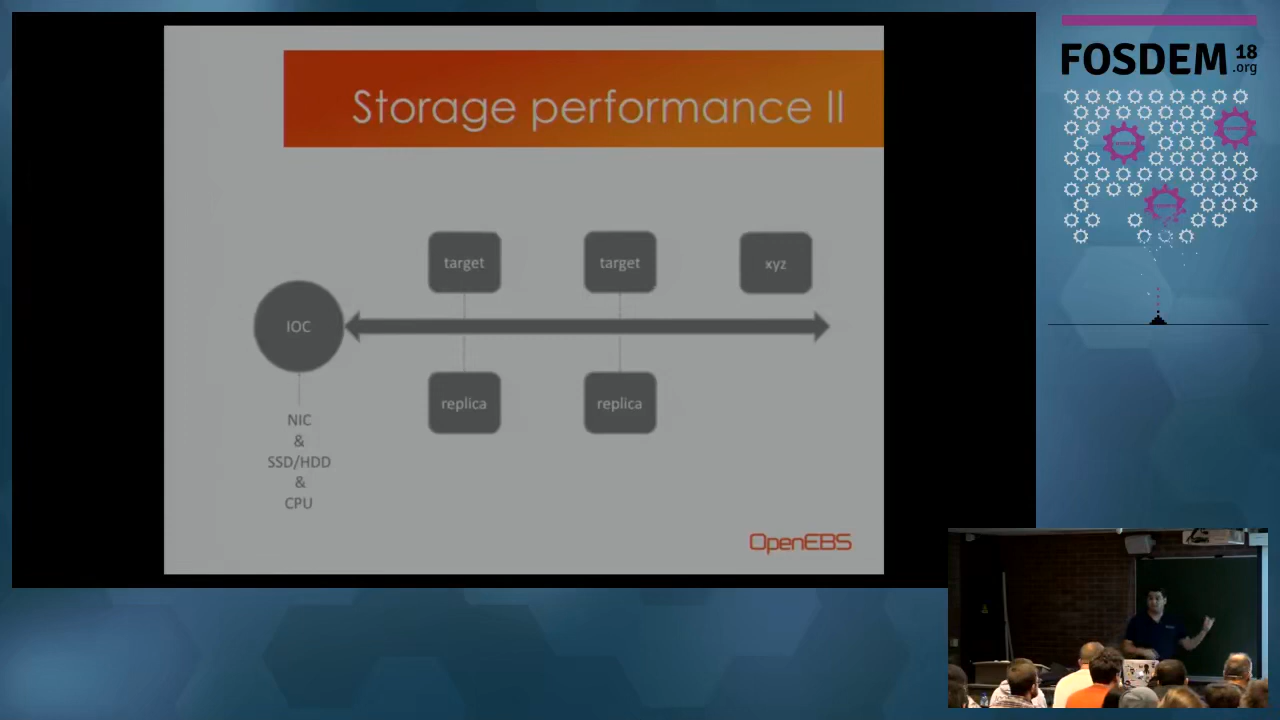 Storage performance II
target
target
xyz
IOC
replica
replica
NIC
&
SSD/HDD
&
CPU
OpenEBS
FOSDEM 18
.org